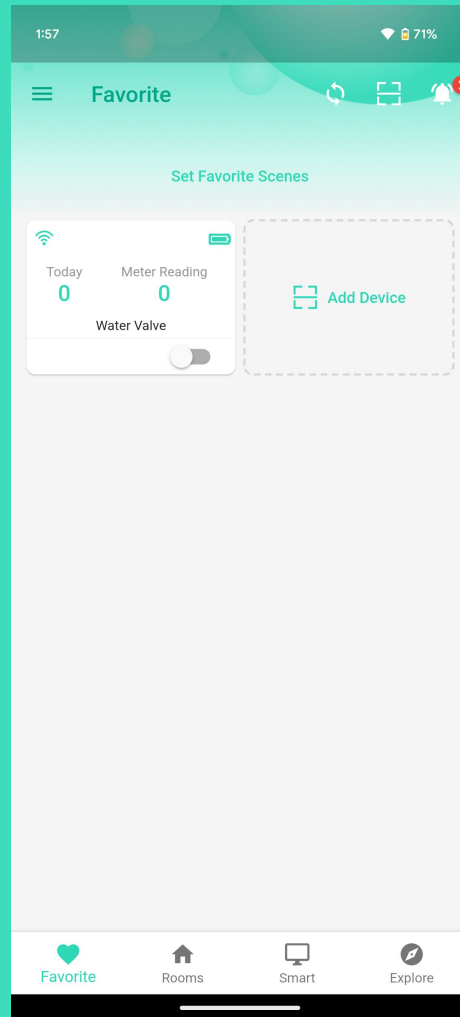 1:57
71%
Favorite
Set Favorite Scenes
Today
Meter Reading
0
0
Water Valve
Add Device
Favorite
Rooms
Smart
Explore